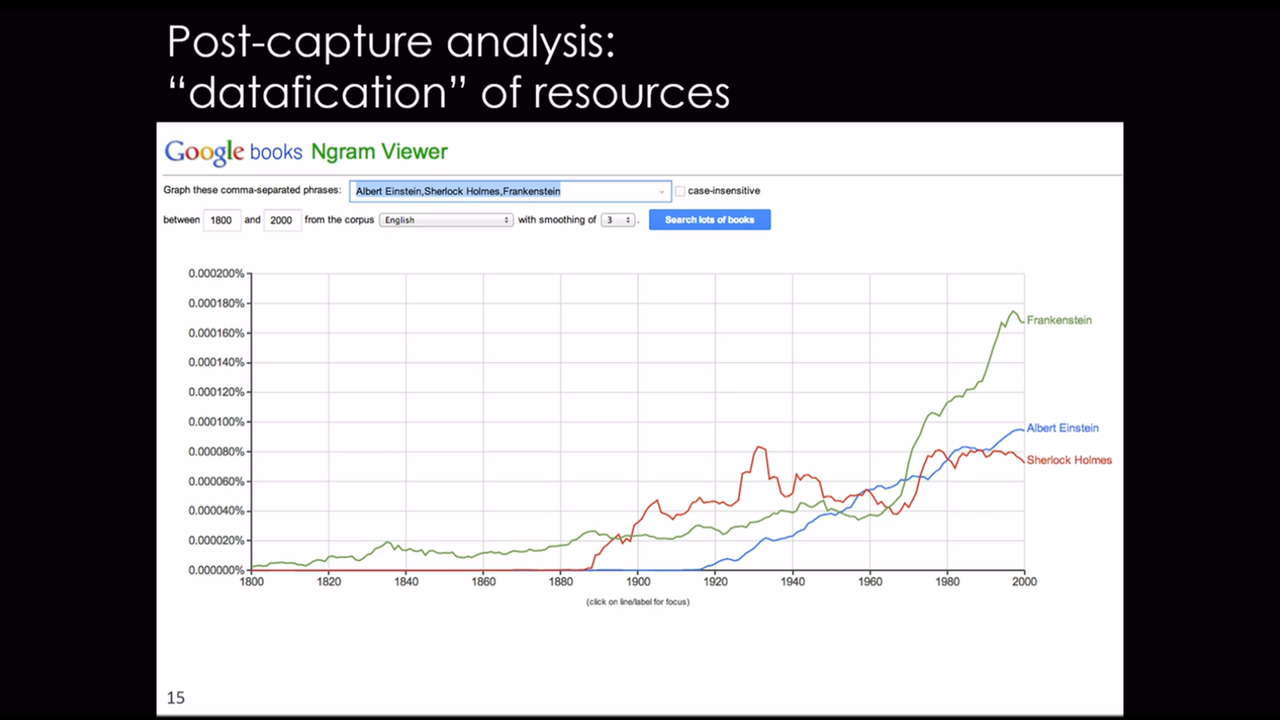 Post-capture analysis:
“datafication” of resources
Google books Ngram Viewer
Graph these comma-separated phrases: Albert Einstein,Sherlock Holmes,Frankenstein case-insensitive
between 1800 and 2000 from the corpus English with smoothing of 3 . Search lots of books
0.000200%
0.000180%
0.000160%
0.000140%
0.000120%
0.000100%
0.000080%
0.000060%
0.000040%
0.000020%
0.000000%
Frankenstein
Albert Einstein
Sherlock Holmes
1800 1820 1840 1860 1880 1900 1920 1940 1960 1980 2000
(click on line/label for focus)
15